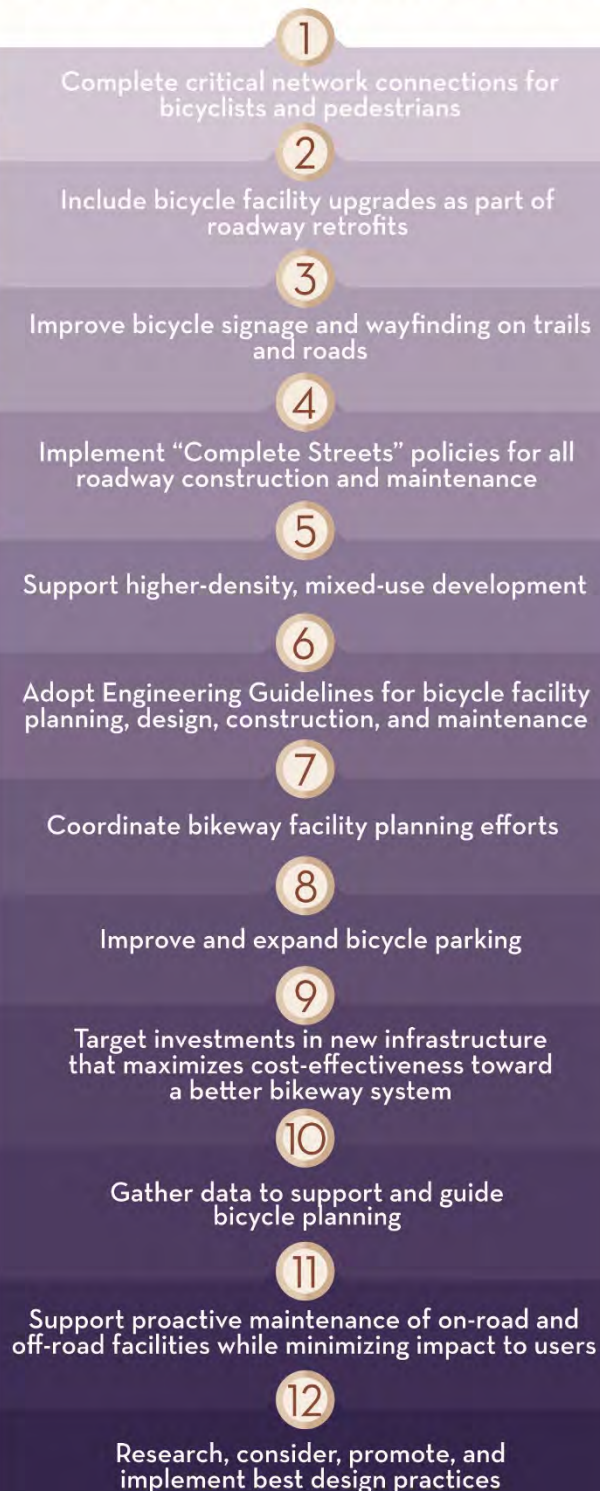 1
Complete critical network connections for
bicyclists and pedestrians
2
Include bicycle facility upgrades as part of
roadway retrofits
3
Improve bicycle signage and wayfinding on trails
and roads
4
Implement “Complete Streets” policies for all
roadway construction and maintenance
5
Support higher-density, mixed-use development
6
Adopt Engineering Guidelines for bicycle facility
planning, design, construction, and maintenance
7
Coordinate bikeway facility planning efforts
8
Improve and expand bicycle parking
9
Target investments in new infrastructure
that maximizes cost-effectiveness toward
a better bikeway system
10
Gather data to support and guide
bicycle planning
11
Support proactive maintenance of on-road and
off-road facilities while minimizing impact to users
12
Research, consider, promote, and
implement best design practices